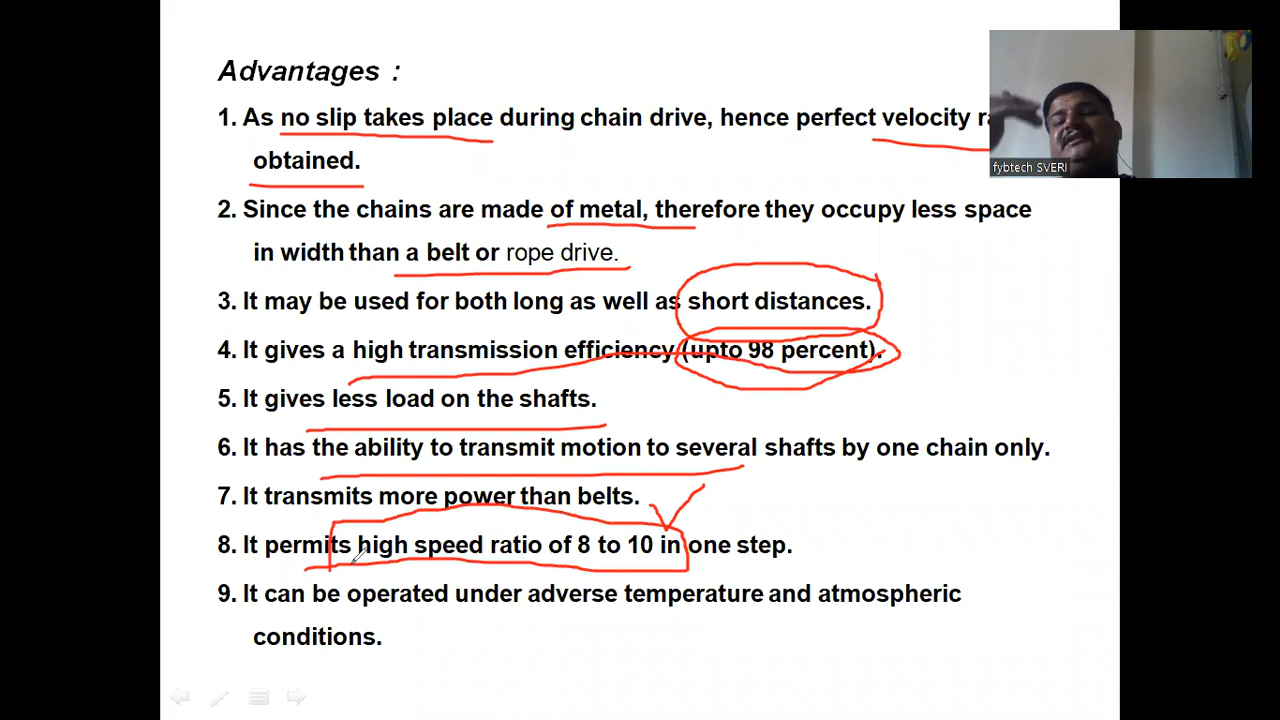 Advantages :
1. As no slip takes place during chain drive, hence perfect velocity
obtained.
2. Since the chains are made of metal, therefore they occupy less space
in width than a belt or rope drive.
3. It may be used for both long as well as short distances.
4. It gives a high transmission efficiency (upto 98 percent).
5. It gives less load on the shafts.
6. It has the ability to transmit motion to several shafts by one chain only.
7. It transmits more power than belts.
8. It permits high speed ratio of 8 to 10 in one step.
9. It can be operated under adverse temperature and atmospheric
conditions.
fybtech SVERI